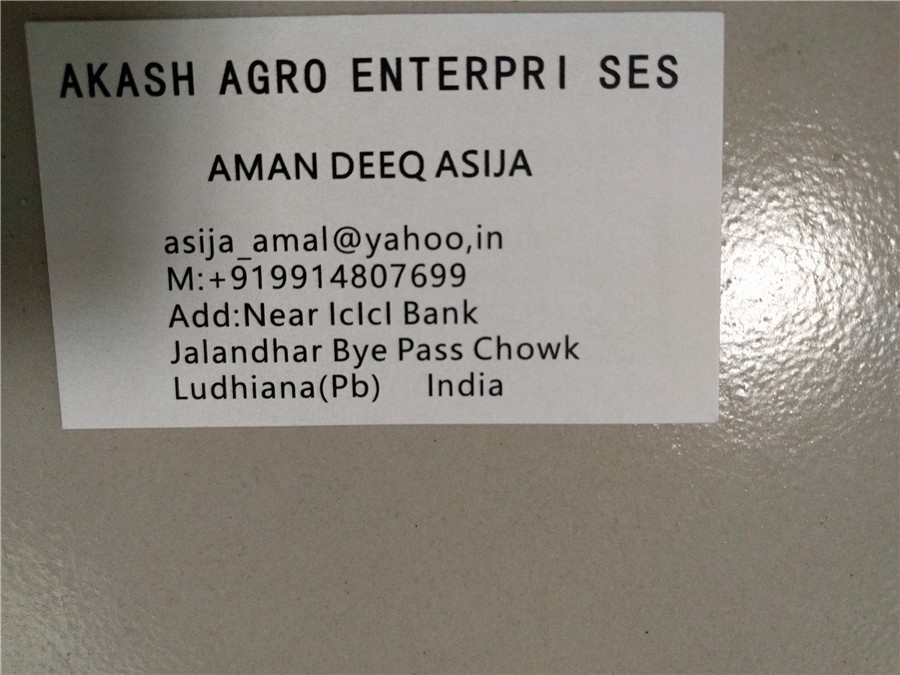 AKASH AGRO ENTERPRI SES
AMAN DEEQ ASIJA
asija_amal@yahoo,in
M:+919914807699
Add:Near IcIcI Bank
Jalandhar Bye Pass Chowk
Ludhiana(Pb) India